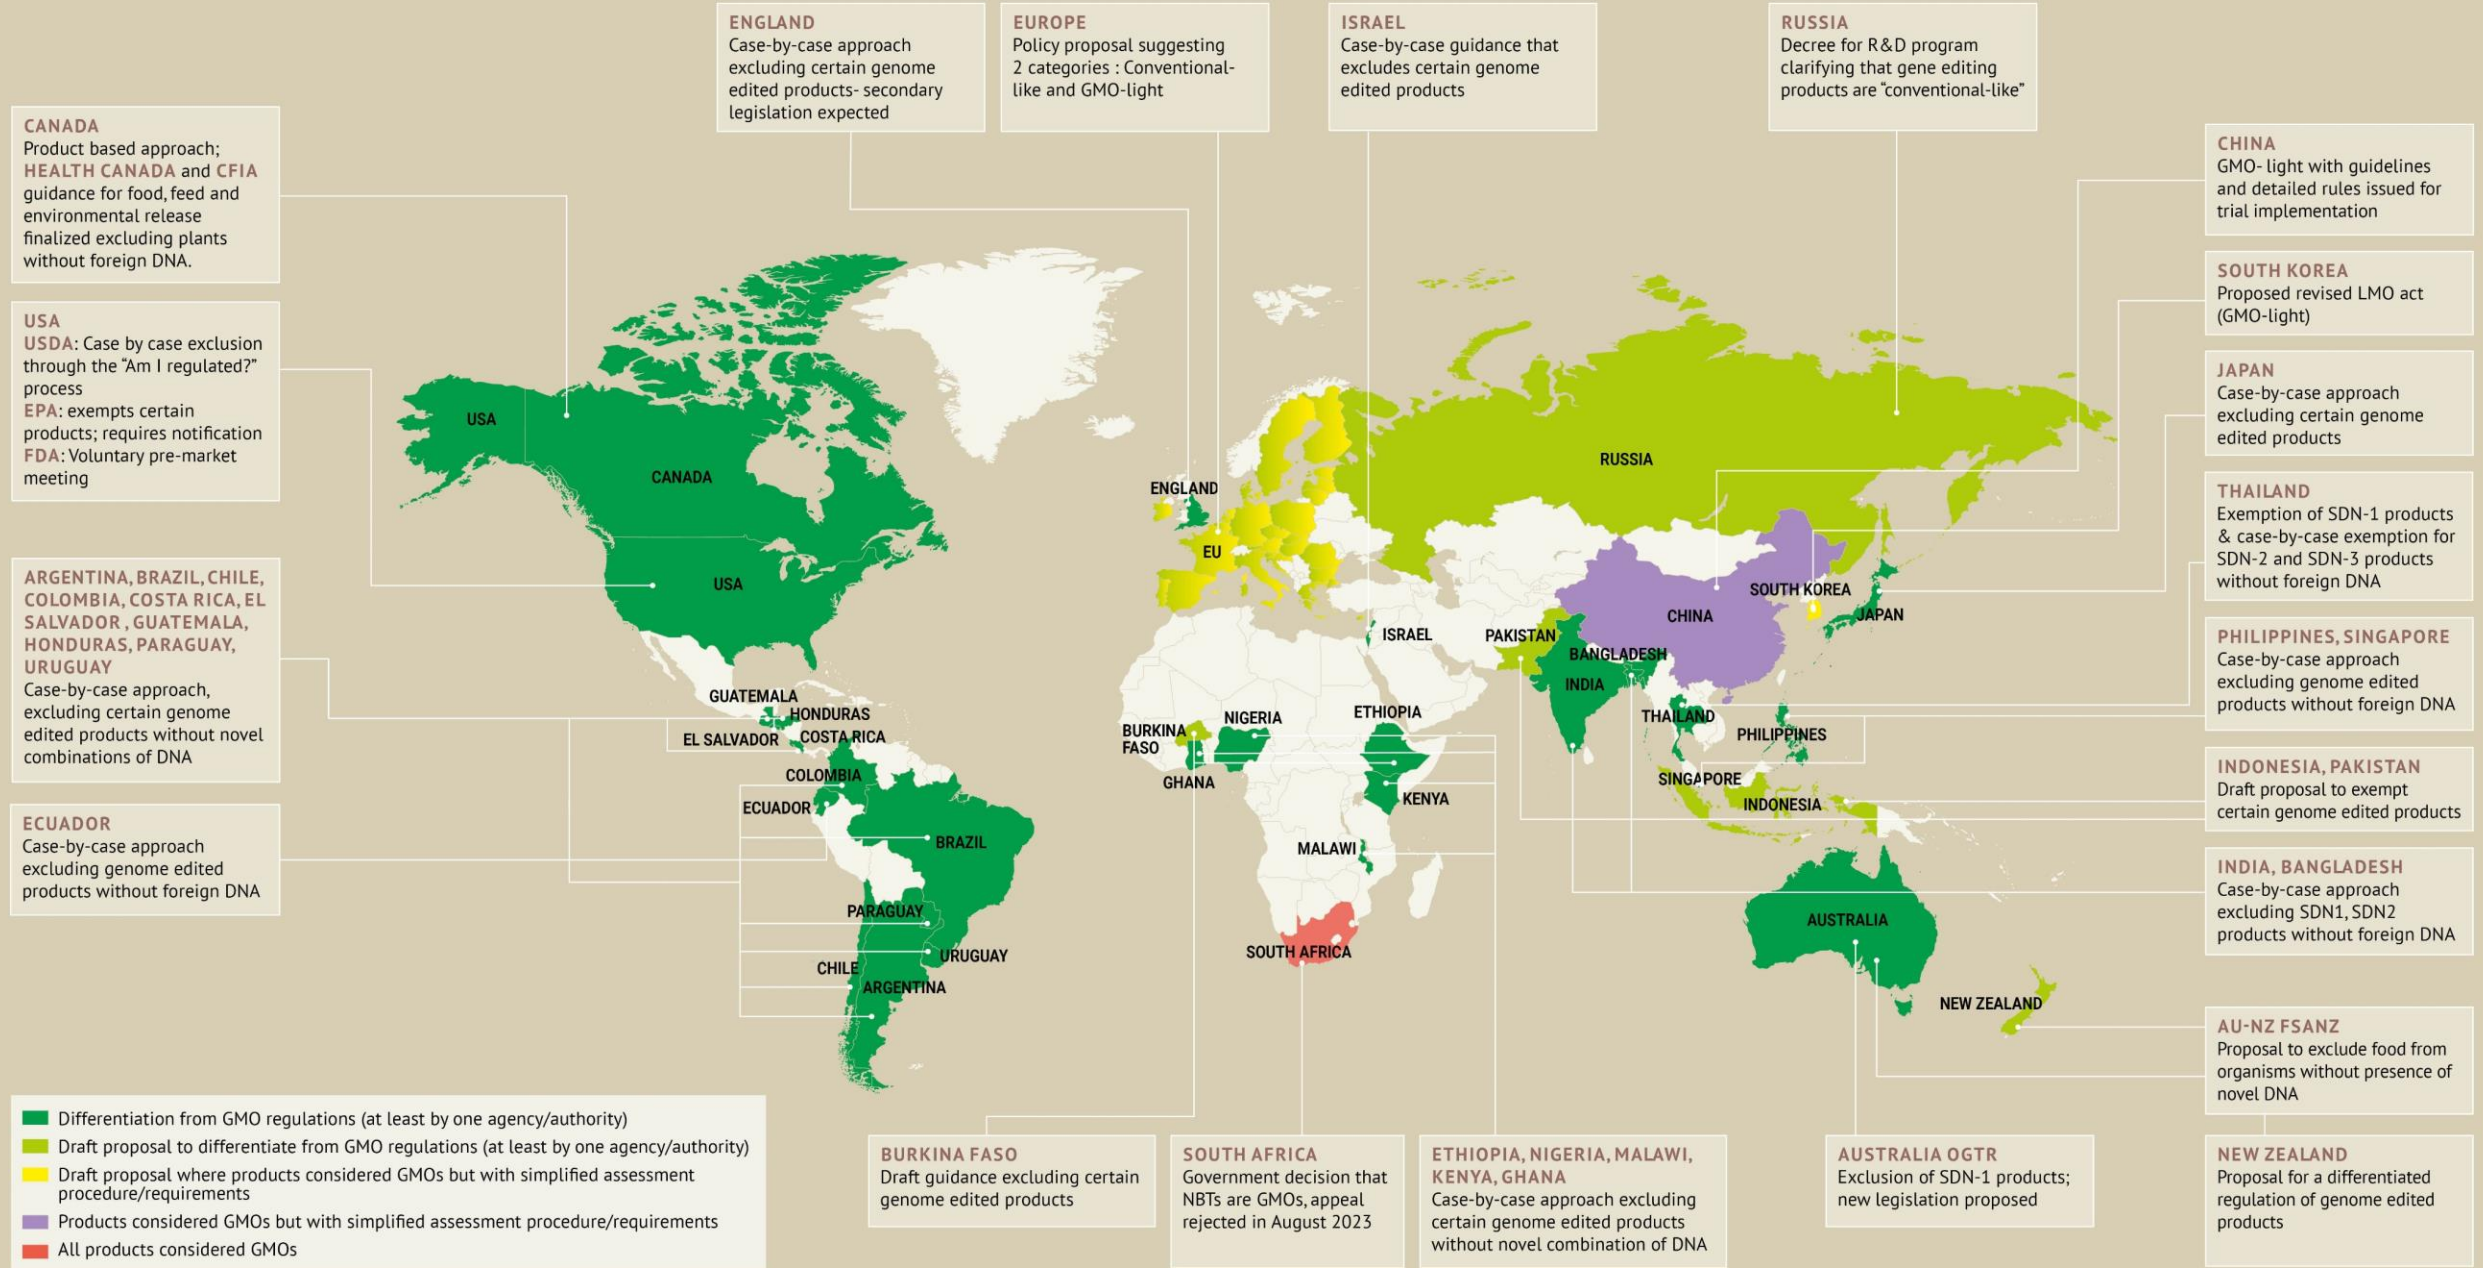 ENGLAND
Case-by-case approach
excluding certain genome
edited products- secondary
legislation expected
EUROPE
Policy proposal suggesting
2 categories : Conventional-
like and GMO-light
ISRAEL
Case-by-case guidance that
excludes certain genome
edited products
RUSSIA
Decree for R&D program
clarifying that gene editing
products are “conventional-like”
CANADA
Product based approach;
HEALTH CANADA and CFIA
guidance for food, feed and
environmental release
finalized excluding plants
without foreign DNA.
USA
USDA: Case by case exclusion
through the “Am I regulated?”
process
EPA: exempts certain
products; requires notification
FDA: Voluntary pre-market
meeting
ARGENTINA, BRAZIL, CHILE,
COLOMBIA, COSTA RICA, EL
SALVADOR , GUATEMALA,
HONDURAS, PARAGUAY,
URUGUAY
Case-by-case approach,
excluding certain genome
edited products without novel
combinations of DNA
ECUADOR
Case-by-case approach
excluding genome edited
products without foreign DNA
CHINA
GMO- light with guidelines
and detailed rules issued for
trial implementation
SOUTH KOREA
Proposed revised LMO act
(GMO-light)
JAPAN
Case-by-case approach
excluding certain genome
edited products
THAILAND
Exemption of SDN-1 products
& case-by-case exemption for
SDN-2 and SDN-3 products
without foreign DNA
PHILIPPINES, SINGAPORE
Case-by-case approach
excluding genome edited
products without foreign DNA
INDONESIA, PAKISTAN
Draft proposal to exempt
certain genome edited products
INDIA, BANGLADESH
Case-by-case approach
excluding SDN1, SDN2
products without foreign DNA
AU-NZ FSANZ
Proposal to exclude food from
organisms without presence of
novel DNA
NEW ZEALAND
Proposal for a differentiated
regulation of genome edited
products
AUSTRALIA OGTR
Exclusion of SDN-1 products;
new legislation proposed
ETHIOPIA, NIGERIA, MALAWI,
KENYA, GHANA
Case-by-case approach excluding
certain genome edited products
without novel combination of DNA
SOUTH AFRICA
Government decision that
NBTs are GMOs, appeal
rejected in August 2023
BURKINA FASO
Draft guidance excluding certain
genome edited products
USA
CANADA
USA
GUATEMALA
HONDURAS
EL SALVADOR
COSTA RICA
COLOMBIA
ECUADOR
BRAZIL
PARAGUAY
URUGUAY
CHILE
ARGENTINA
ENGLAND
EU
RUSSIA
ISRAEL
PAKISTAN
BANGLADESH
INDIA
CHINA
SOUTH KOREA
JAPAN
THAILAND
PHILIPPINES
SINGAPORE
INDONESIA
BURKINA
FASO
NIGERIA
GHANA
ETHIOPIA
KENYA
MALAWI
SOUTH AFRICA
AUSTRALIA
NEW ZEALAND
Differentiation from GMO regulations (at least by one agency/authority)
Draft proposal to differentiate from GMO regulations (at least by one agency/authority)
Draft proposal where products considered GMOs but with simplified assessment
procedure/requirements
Products considered GMOs but with simplified assessment procedure/requirements
All products considered GMOs